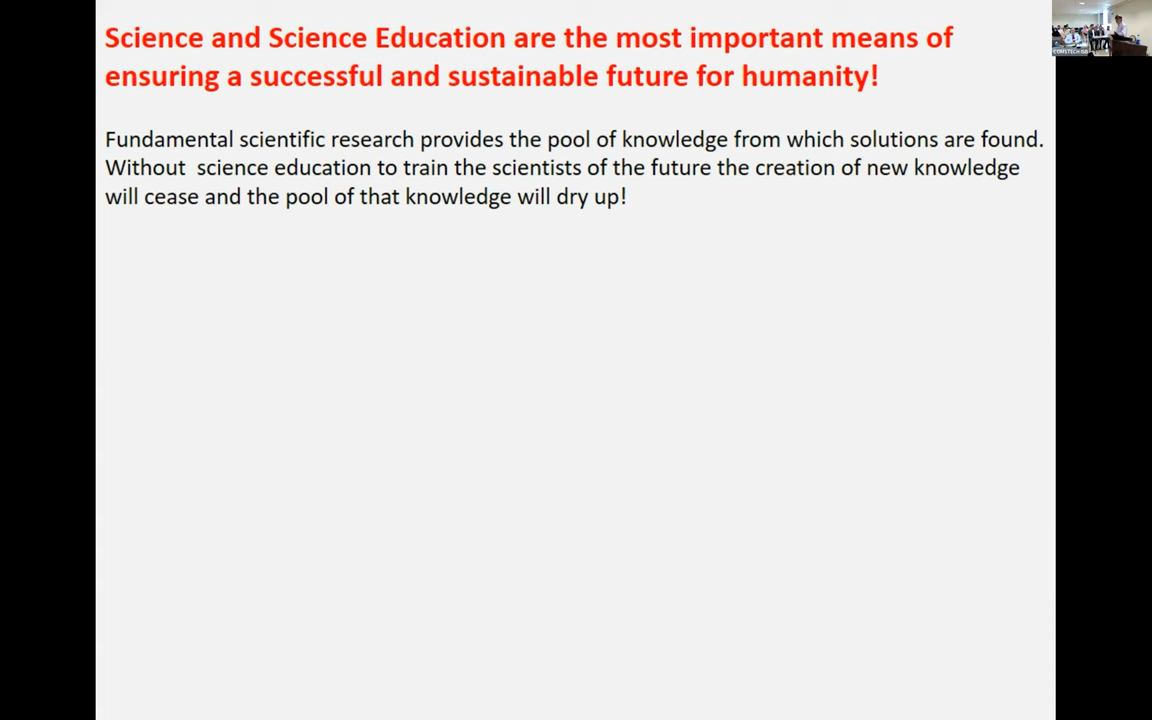 Science and Science Education are the most important means of
ensuring a successful and sustainable future for humanity!
Fundamental scientific research provides the pool of knowledge from which solutions are found.
Without  science education to train the scientists of the future the creation of new knowledge
will cease and the pool of that knowledge will dry up!
COMSTECH ISB